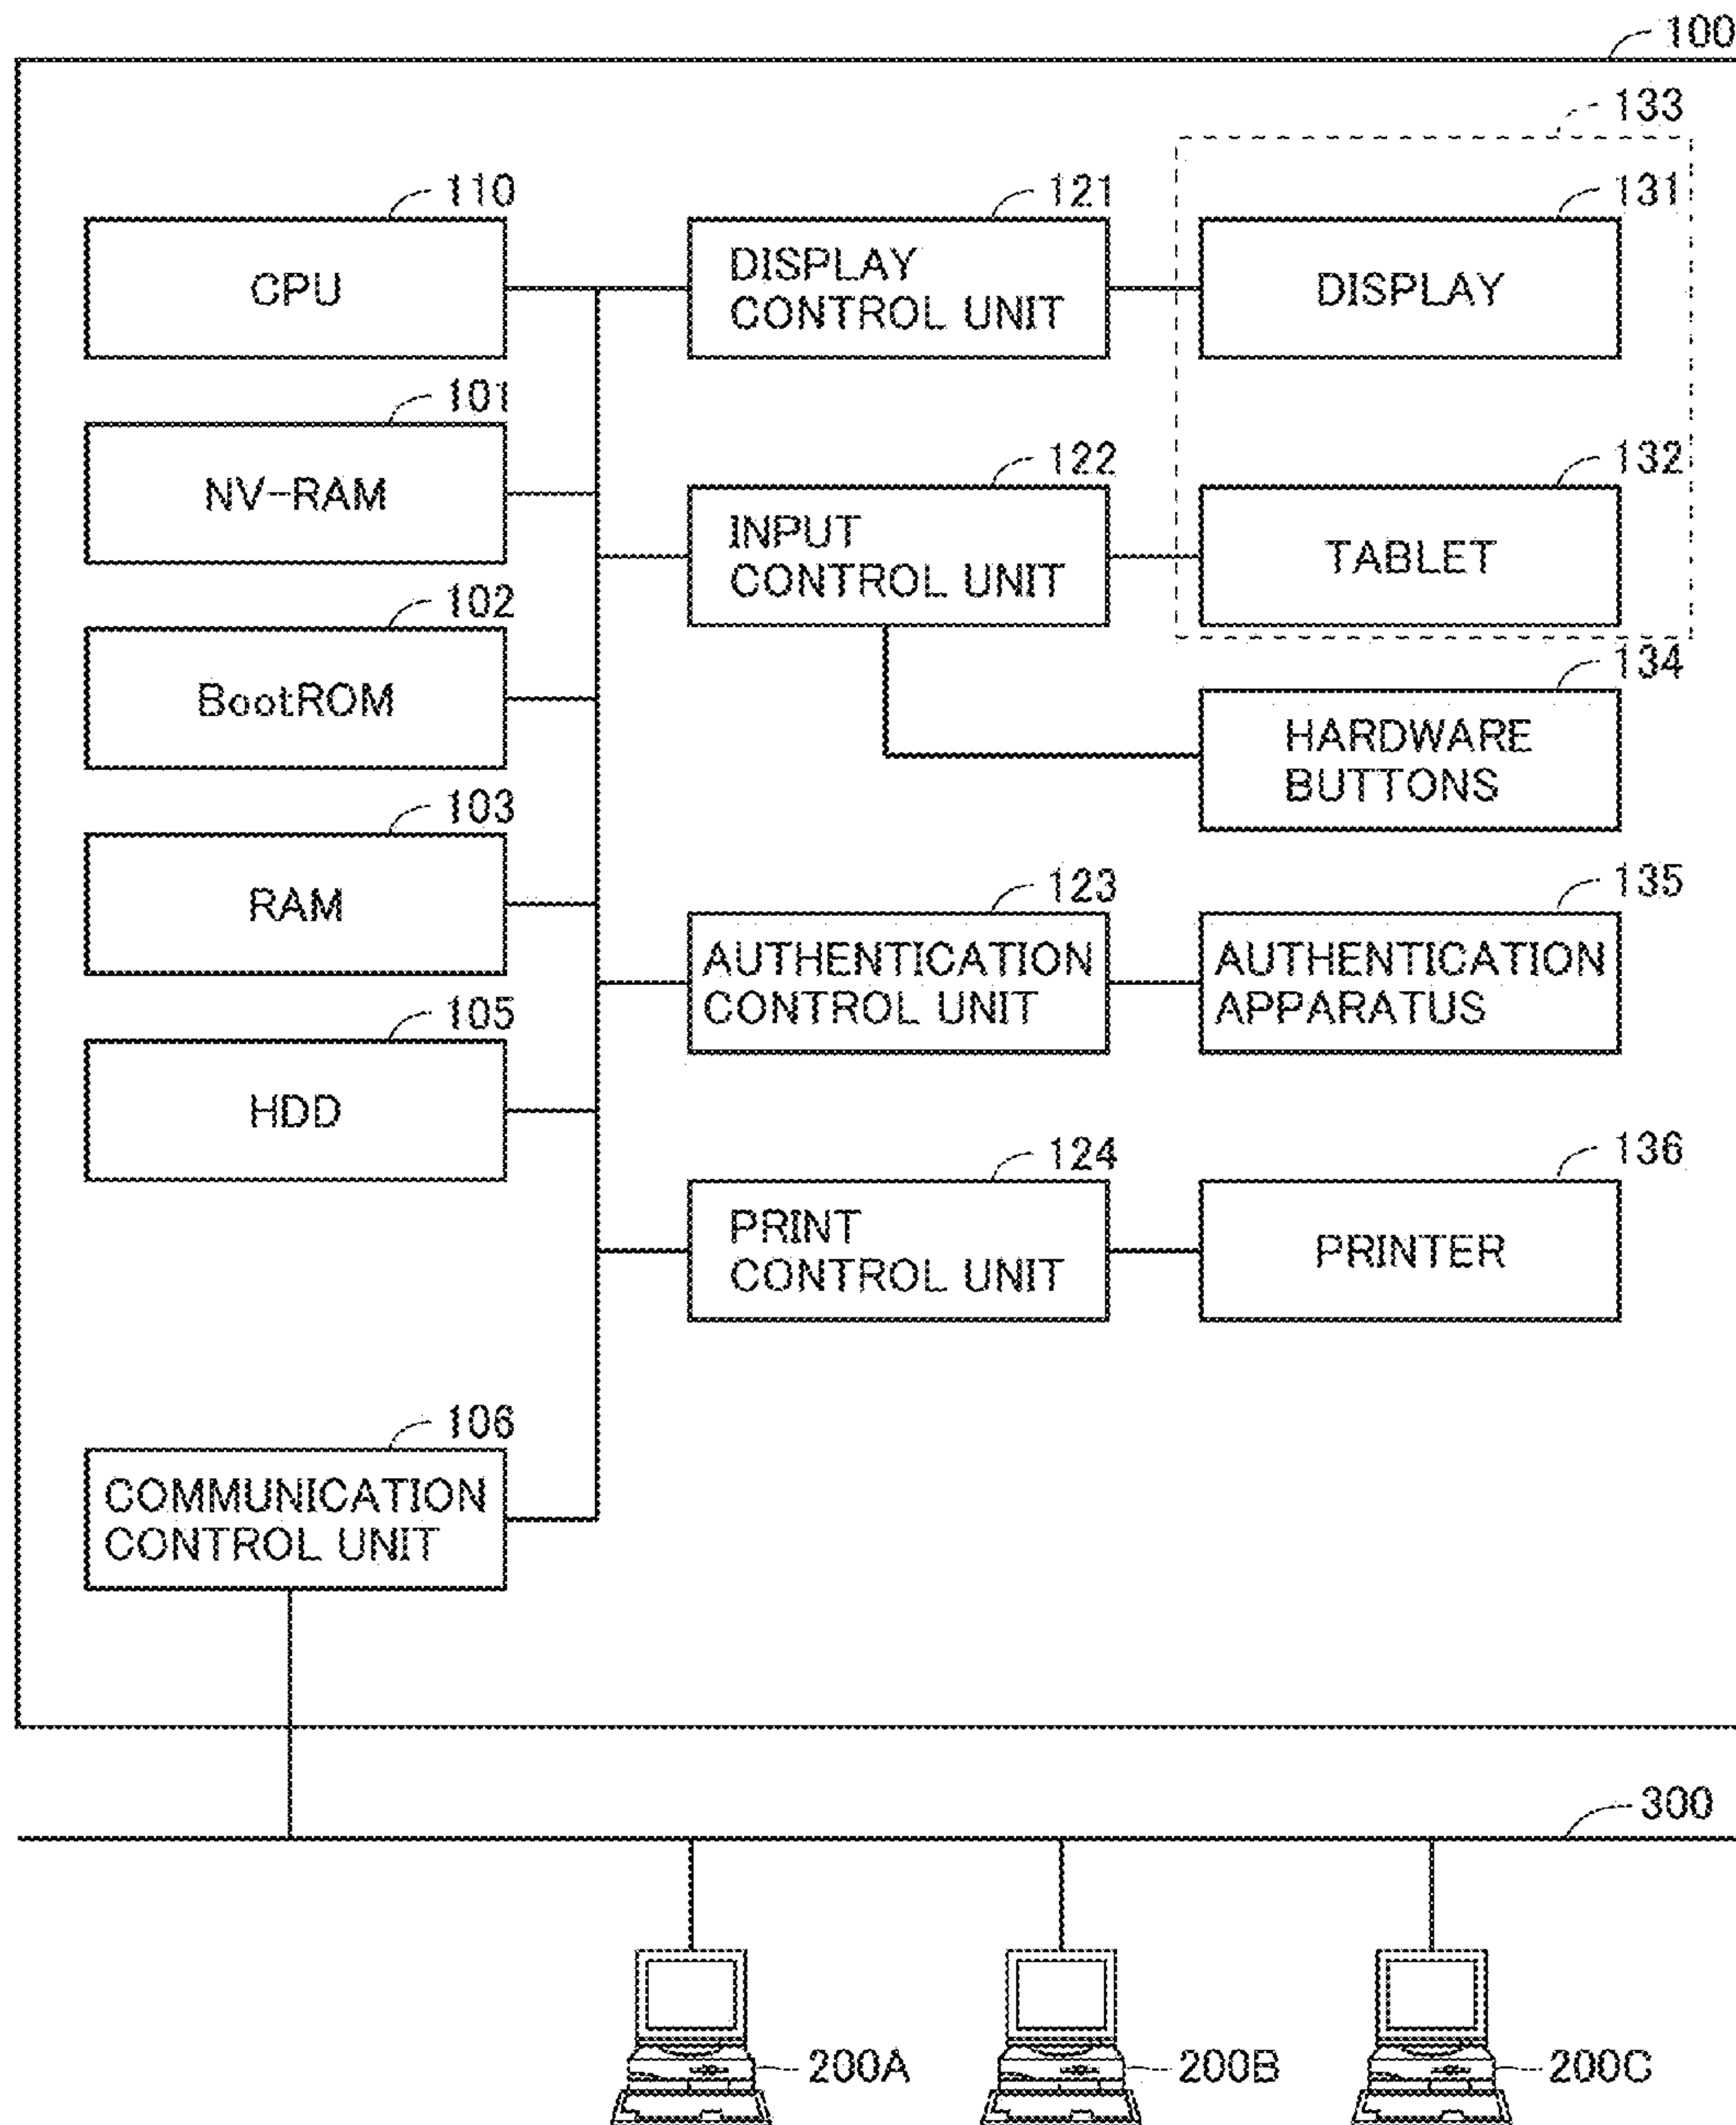 100
133
110
CPU
121
DISPLAY
CONTROL UNIT
131
DISPLAY
101
NV-RAM
122
INPUT
CONTROL UNIT
132
TABLET
102
BootROM
134
HARDWARE
BUTTONS
103
RAM
123
AUTHENTICATION
CONTROL UNIT
135
AUTHENTICATION
APPARATUS
105
HDD
124
PRINT
CONTROL UNIT
136
PRINTER
106
COMMUNICATION
CONTROL UNIT
300
200A
200B
200C